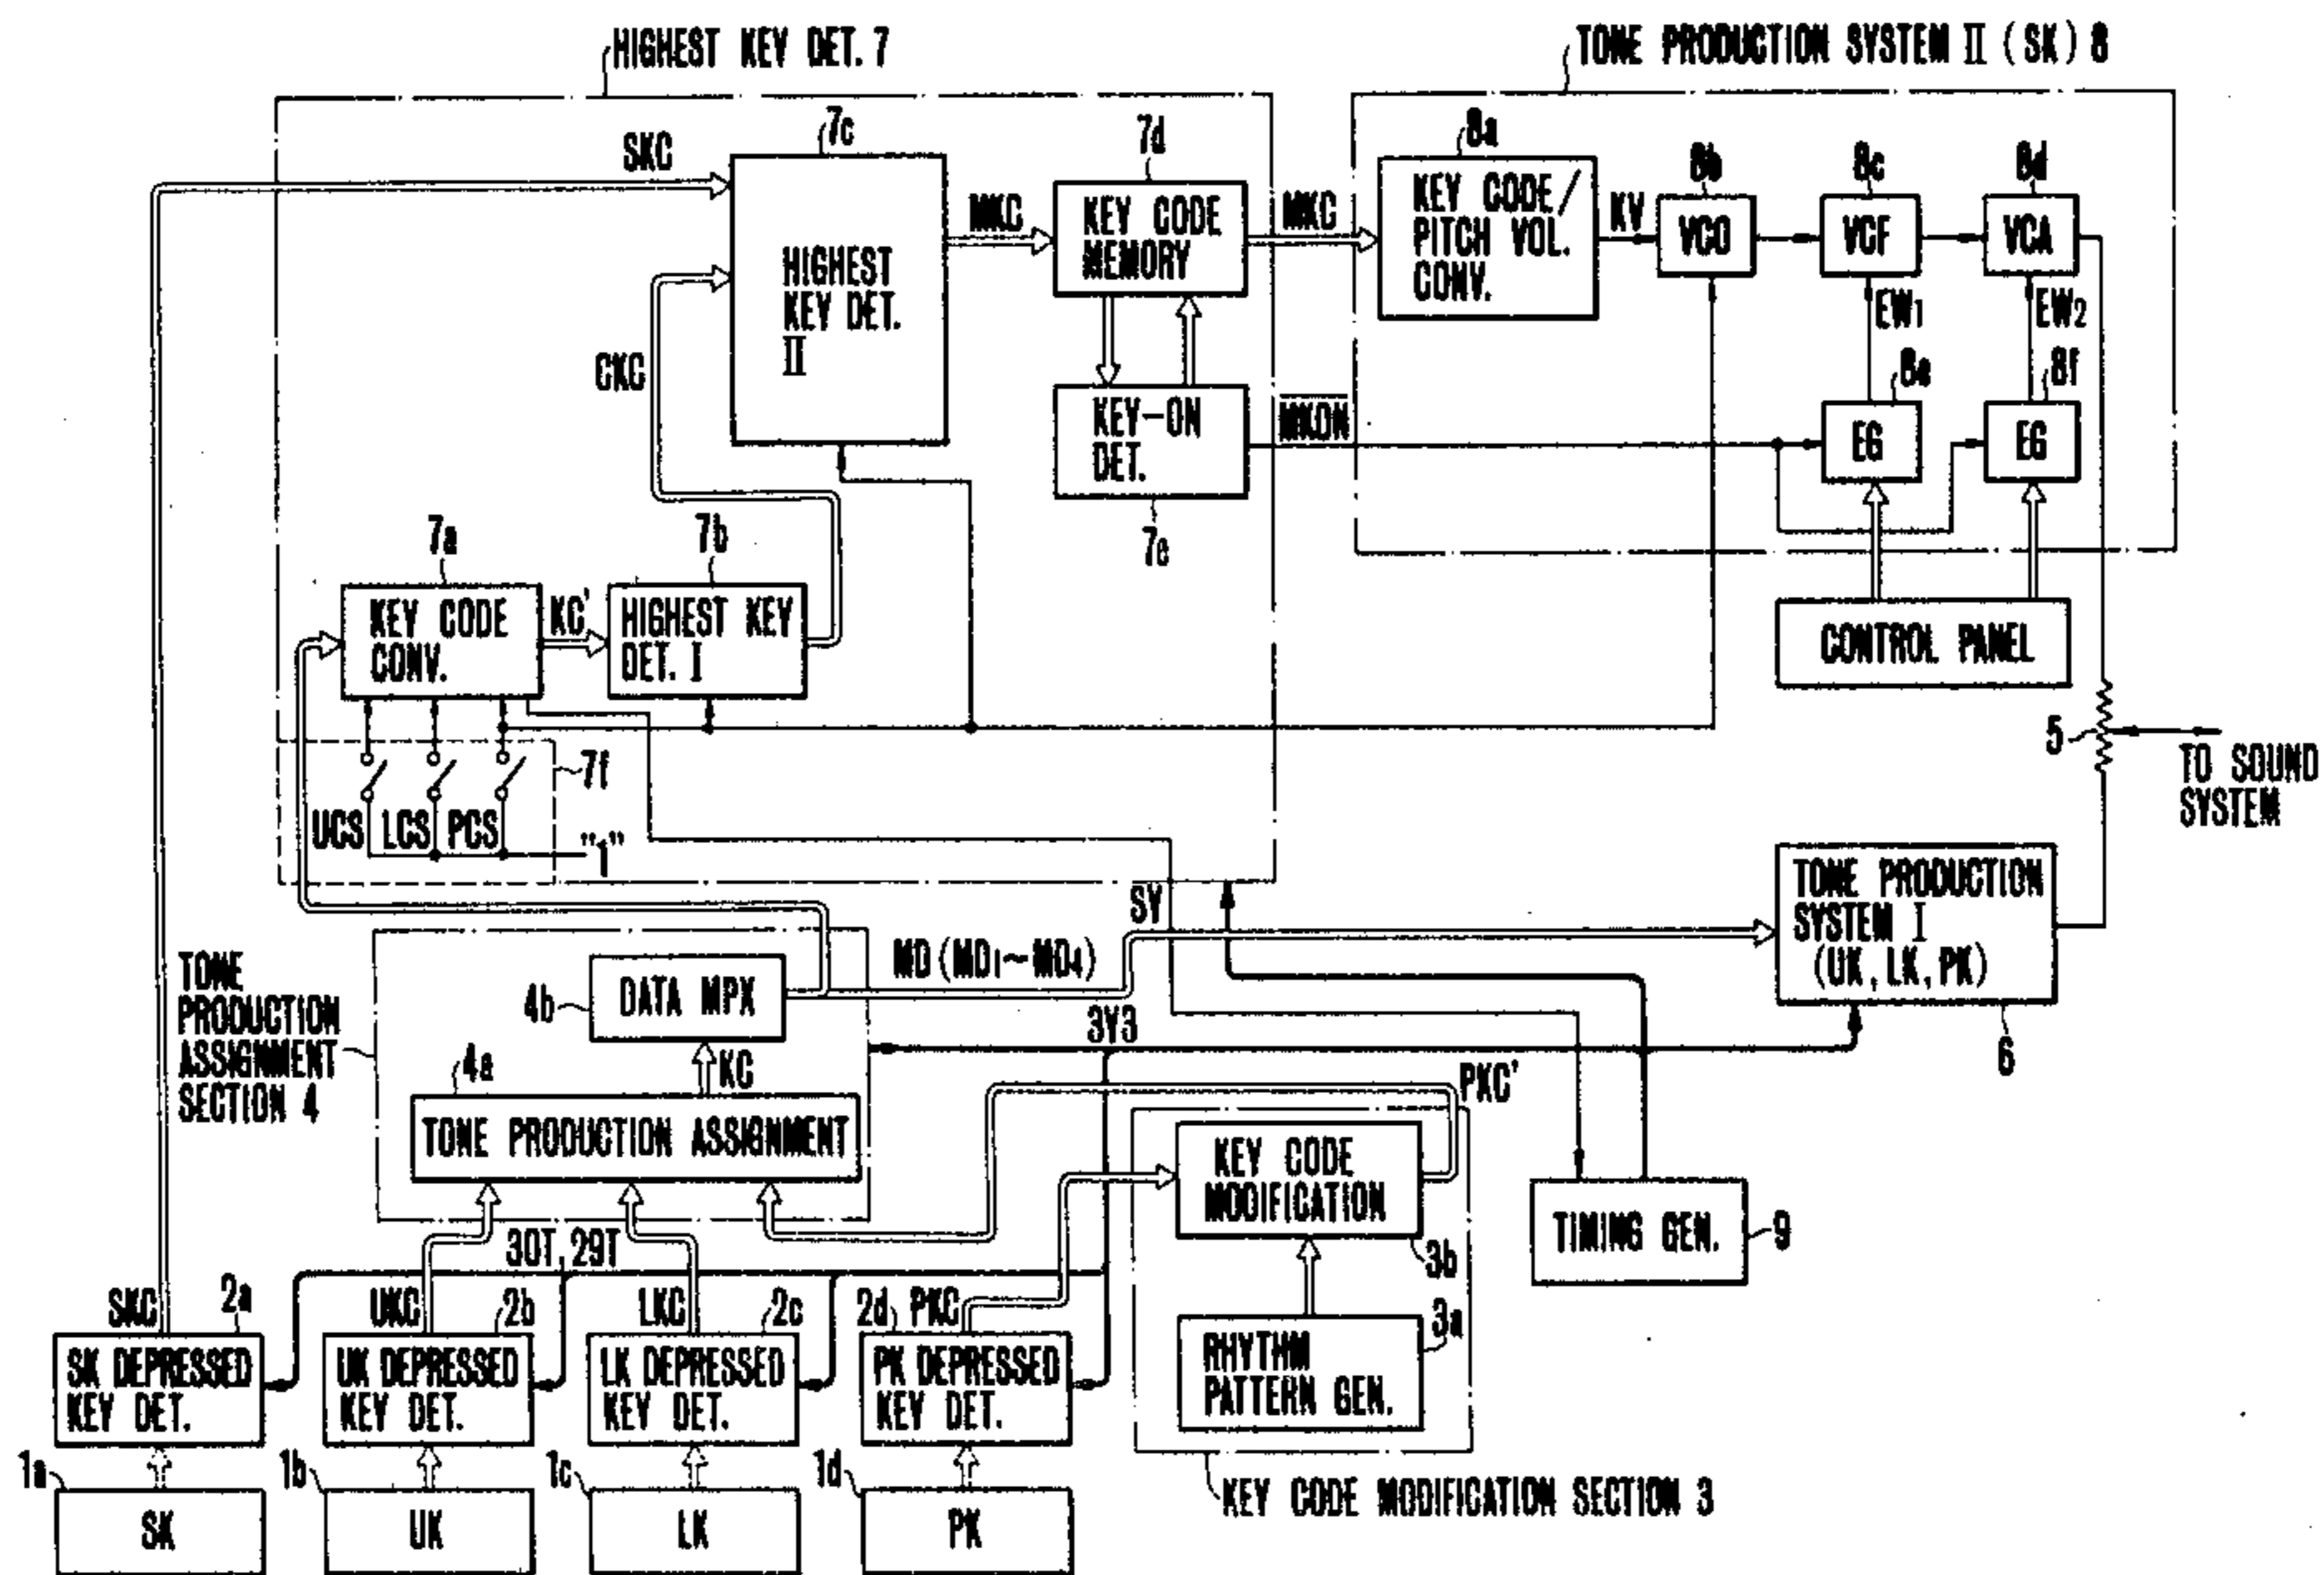 HIGHEST KEY DET. 7
TONE PRODUCTION SYSTEM II (SK) 8
7c
SKC
HIGHEST
KEY DET.
II
MKC
7d
KEY CODE
MEMORY
MKC
8a
KEY CODE/
PITCH VOL.
CONV.
KV
8b
VCO
8c
VCF
8d
VCA
EW1
EW2
8e
EG
8f
EG
CKC
KEY-ON
DET.
7e
MKON
7a
KEY CODE
CONV.
KC'
7b
HIGHEST KEY
DET. I
CONTROL PANEL
5
TO SOUND
SYSTEM
7f
UCS LCS PCS
"1"
SY
TONE PRODUCTION
SYSTEM I
(UK, LK, PK)
6
TONE
PRODUCTION
ASSIGNMENT
SECTION 4
4b
DATA MPX
MD (MD1~MD4)
3Y3
KC
4a
TONE PRODUCTION ASSIGNMENT
PKC'
KEY CODE
MODIFICATION
3b
TIMING GEN.
9
30T, 29T
SKC
2a
UKC
2b
LKC
2c
2d
PKC
3a
SK DEPRESSED
KEY DET.
UK DEPRESSED
KEY DET.
LK DEPRESSED
KEY DET.
PK DEPRESSED
KEY DET.
RHYTHM
PATTERN GEN.
KEY CODE MODIFICATION SECTION 3
1a
SK
1b
UK
1c
LK
1d
PK